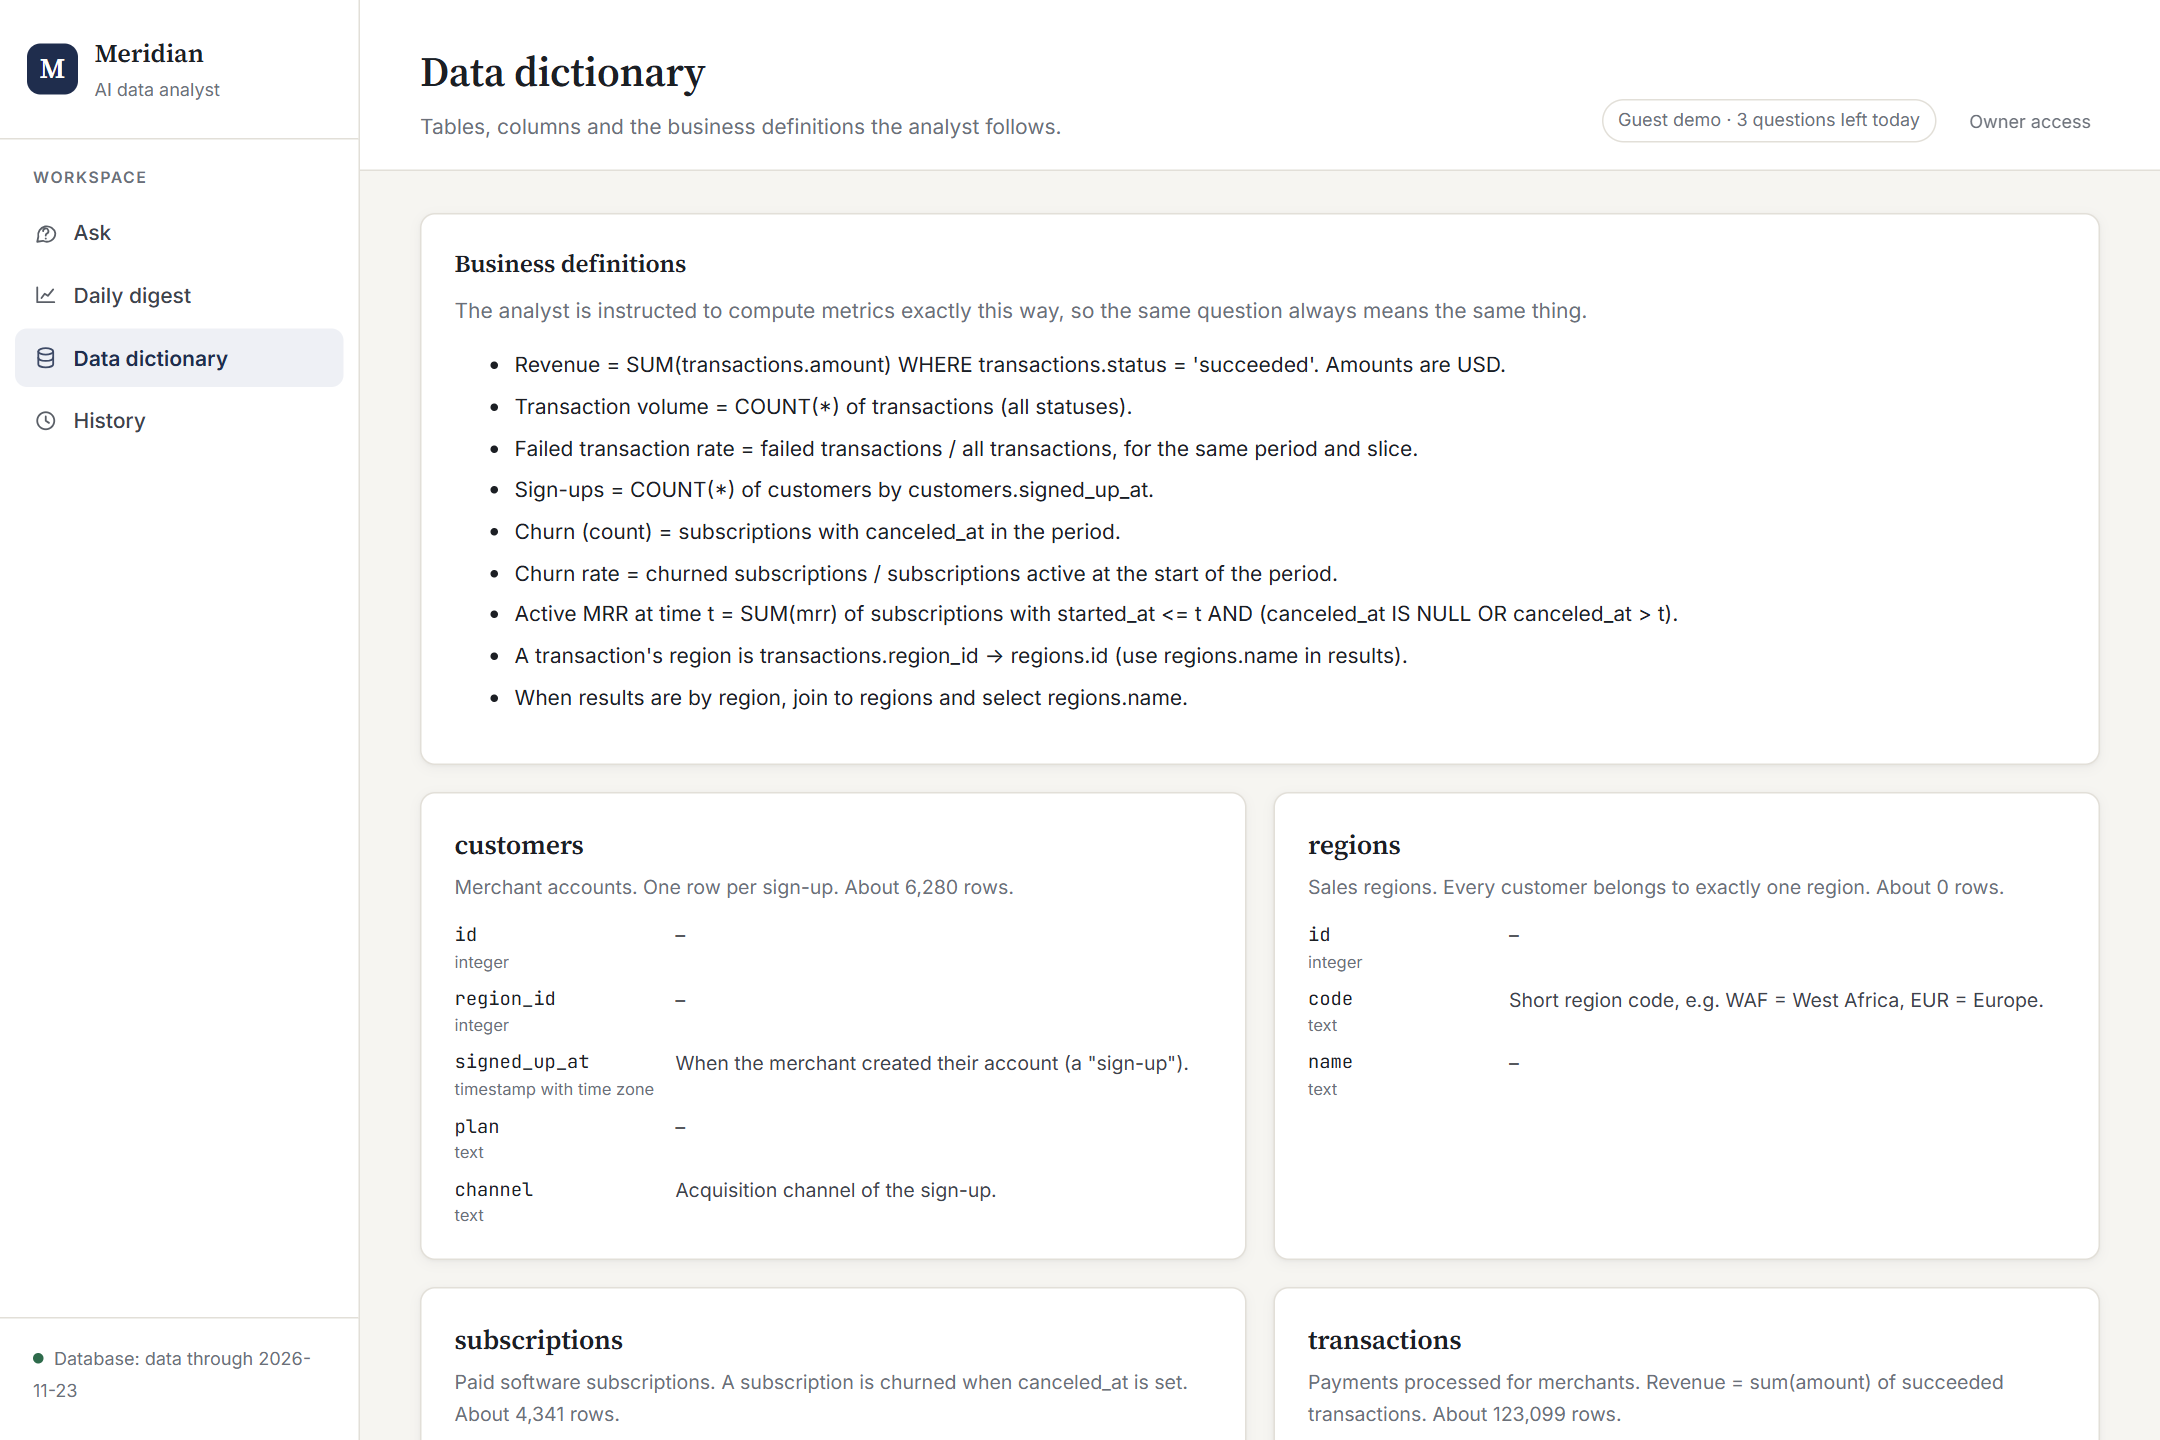 M
Meridian
AI data analyst
WORKSPACE
Ask
Daily digest
Data dictionary
History
Database: data through 2026-
11-23
Data dictionary
Tables, columns and the business definitions the analyst follows.
Guest demo · 3 questions left today
Owner access
Business definitions
The analyst is instructed to compute metrics exactly this way, so the same question always means the same thing.
• Revenue = SUM(transactions.amount) WHERE transactions.status = 'succeeded'. Amounts are USD.
• Transaction volume = COUNT(*) of transactions (all statuses).
• Failed transaction rate = failed transactions / all transactions, for the same period and slice.
• Sign-ups = COUNT(*) of customers by customers.signed_up_at.
• Churn (count) = subscriptions with canceled_at in the period.
• Churn rate = churned subscriptions / subscriptions active at the start of the period.
• Active MRR at time t = SUM(mrr) of subscriptions with started_at <= t AND (canceled_at IS NULL OR canceled_at > t).
• A transaction's region is transactions.region_id → regions.id (use regions.name in results).
• When results are by region, join to regions and select regions.name.
customers
Merchant accounts. One row per sign-up. About 6,280 rows.
id –
integer
region_id –
integer
signed_up_at When the merchant created their account (a "sign-up").
timestamp with time zone
plan –
text
channel Acquisition channel of the sign-up.
text
regions
Sales regions. Every customer belongs to exactly one region. About 0 rows.
id –
integer
code Short region code, e.g. WAF = West Africa, EUR = Europe.
text
name –
text
subscriptions
Paid software subscriptions. A subscription is churned when canceled_at is set.
About 4,341 rows.
transactions
Payments processed for merchants. Revenue = sum(amount) of succeeded
transactions. About 123,099 rows.